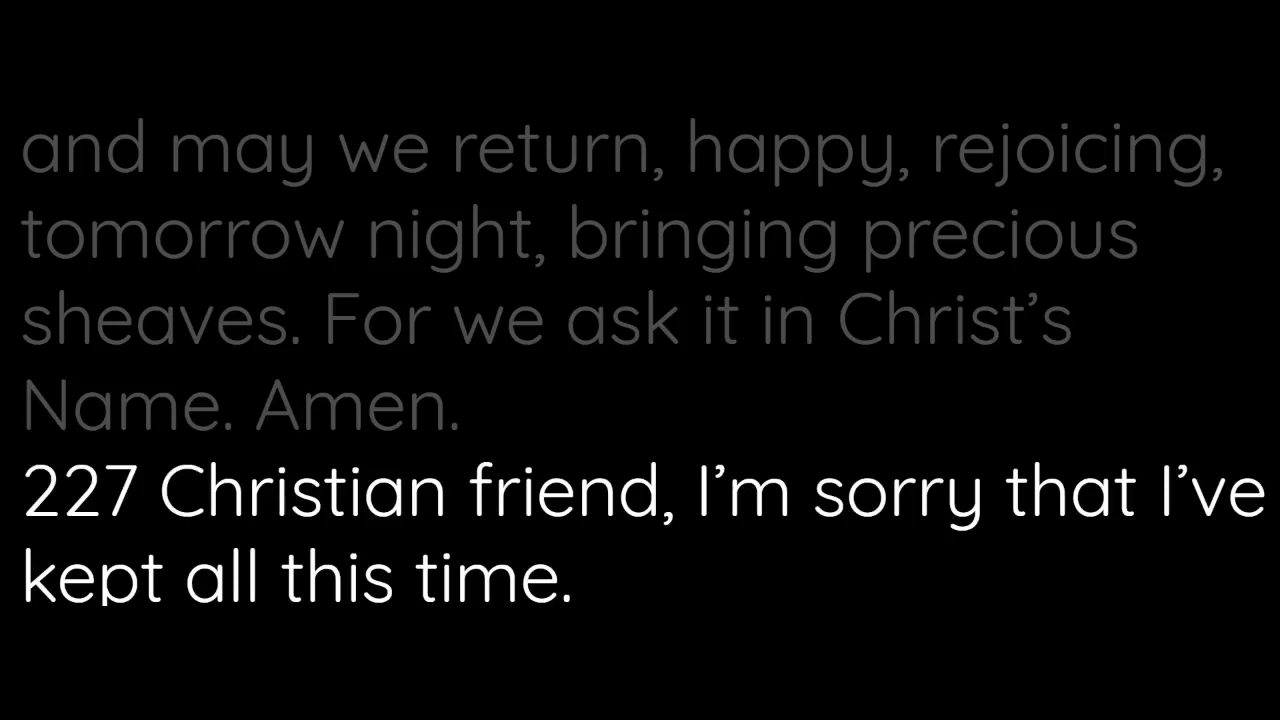 and may we return, happy, rejoicing,
tomorrow night, bringing precious
sheaves. For we ask it in Christ’s
Name. Amen.
227 Christian friend, I’m sorry that I’ve
kept all this time.